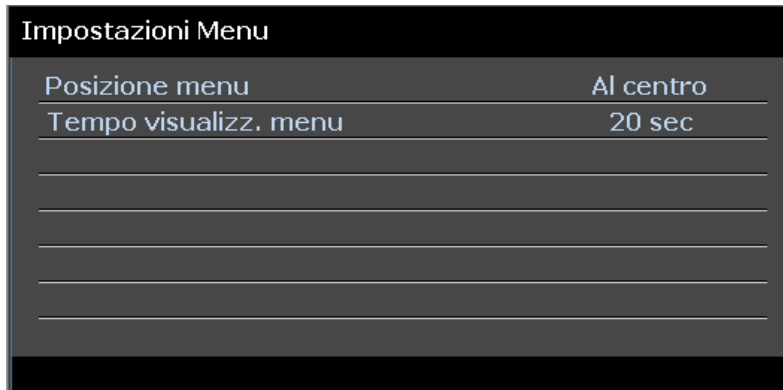 Impostazioni Menu
Posizione menu Al centro
Tempo visualizz. menu 20 sec